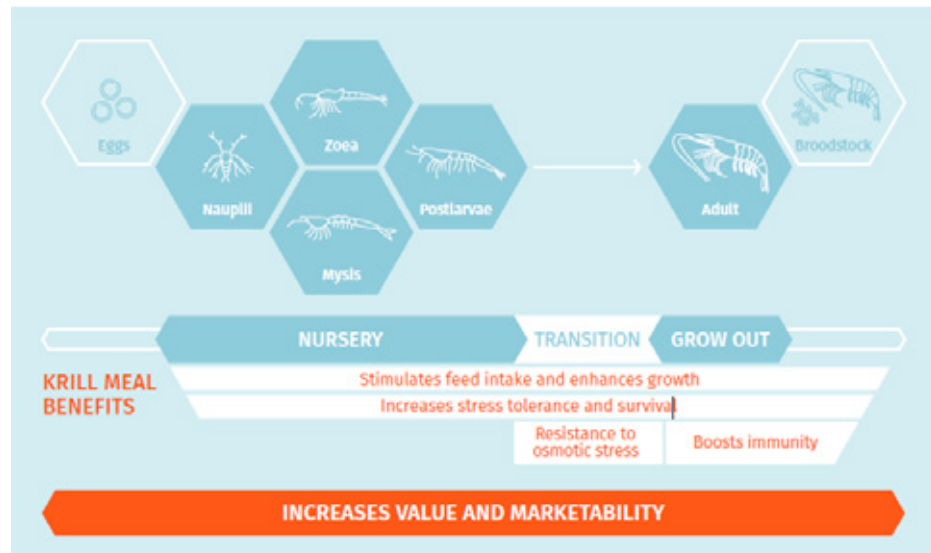 Eggs
Nauplii
Zoea
Mysis
Postlarvae
Adult
Broodstock
NURSERY
TRANSITION
GROW OUT
KRILL MEAL
BENEFITS
Stimulates feed intake and enhances growth
Increases stress tolerance and survival
Resistance to
osmotic stress
Boosts immunity
INCREASES VALUE AND MARKETABILITY